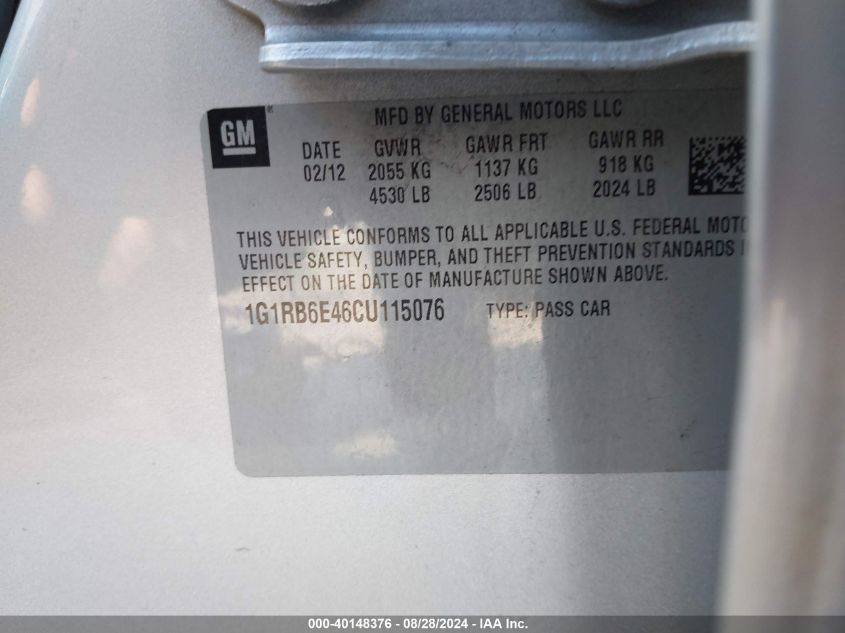 MFD BY GENERAL MOTORS LLC
GM ®
DATE GVWR GAWR FRT GAWR RR
02/12 2055 KG 1137 KG 918 KG
4530 LB 2506 LB 2024 LB
THIS VEHICLE CONFORMS TO ALL APPLICABLE U.S. FEDERAL
VEHICLE SAFETY, BUMPER, AND THEFT PREVENTION STANDARDS
EFFECT ON THE DATE OF MANUFACTURE SHOWN ABOVE.
1G1RB6E46CU115076 TYPE: PASS CAR
000-40148376 | 08/28/2024 - IAA Inc.